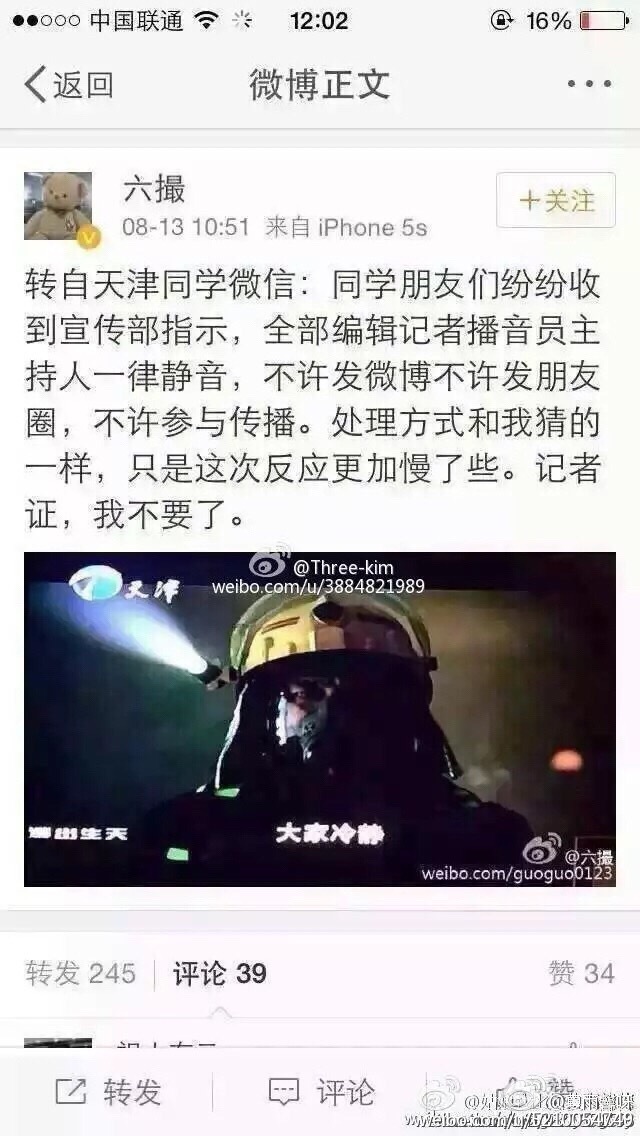 中国联通
12:02
16%
返回
微博正文
六撮
+关注
08-13 10:51 来自 iPhone 5s
转自天津同学微信：同学朋友们纷纷收
到宣传部指示，全部编辑记者播音员主
持人一律静音，不许发微博不许发朋友
圈，不许参与传播。处理方式和我猜的
一样，只是这次反应更加慢了些。记者
证，我不要了。
@Three-kim
weibo.com/u/3884821989
天津
大家冷静
@六撮
weibo.com/guoguo0123
转发 245
评论 39
赞 34
转发
评论
赞